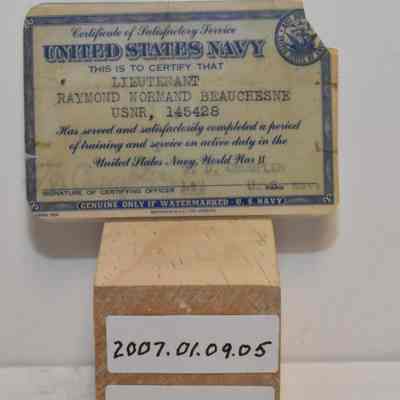 Certificate of Satisfactory Service
UNITED STATES NAVY
THIS IS TO CERTIFY THAT
LIEUTENANT
RAYMOND NORMAND BEAUCHESNE
USNR, 145428
Has served and satisfactorily completed a period
of training and service on active duty in the
United States Navy, World War II
SIGNATURE OF CERTIFYING OFFICER
RANK
(GENUINE ONLY IF WATERMARKED - U. S. NAVY)
2007.01.09.05